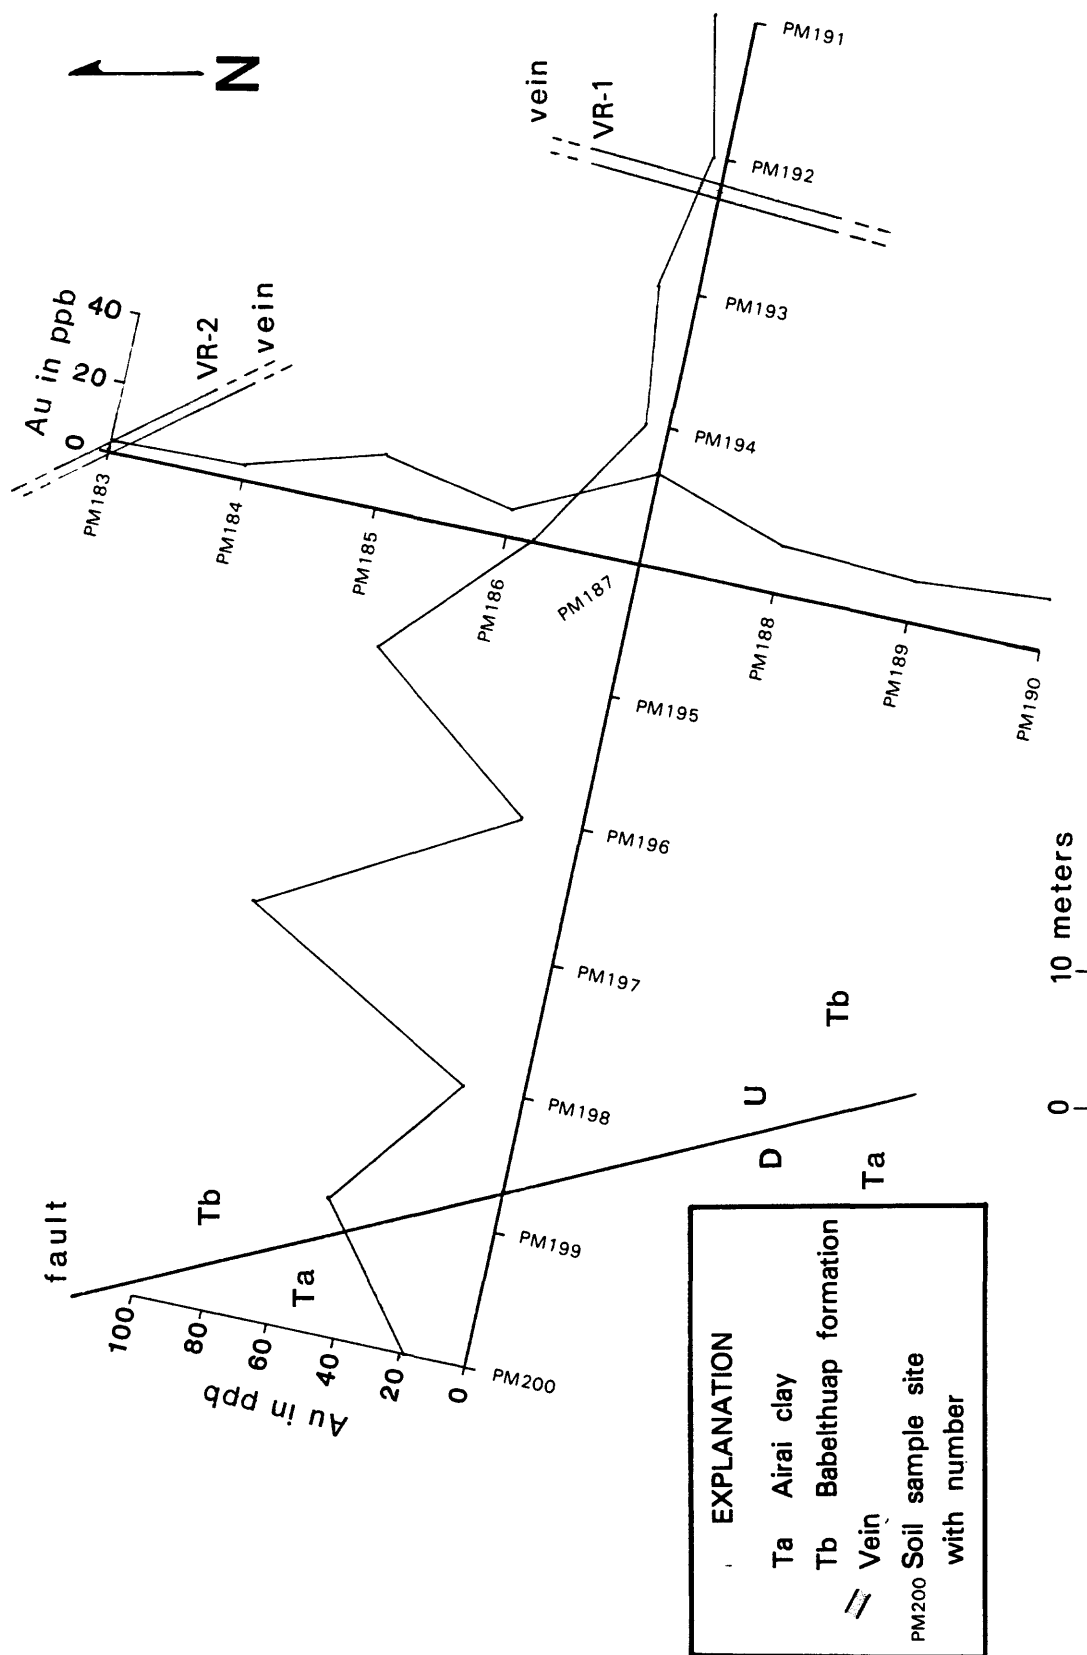 N
PM191
vein
VR-1
PM192
Au in ppb
0 20 40
VR-2
vein
PM193
PM183
PM184
PM194
PM185
PM186
PM187
PM195
PM188
PM189
PM190
PM196
PM197
Tb
10 meters
0
PM198
U
D
Ta
fault
Tb
Ta
PM199
100
80
60
40
20
0
Au in ppb
PM200
EXPLANATION
Ta Airai clay
Tb Babelthuap formation
Vein
PM200 Soil sample site
with number